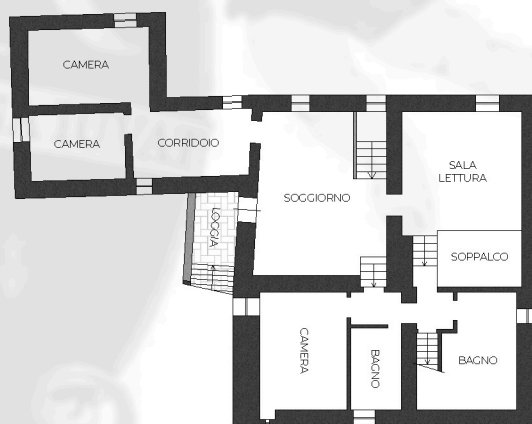 CAMERA
CAMERA
CORRIDOIO
SALA
LETTURA
SOGGIORNO
LOGGIA
SOPPALCO
CAMERA
BAGNO
BAGNO